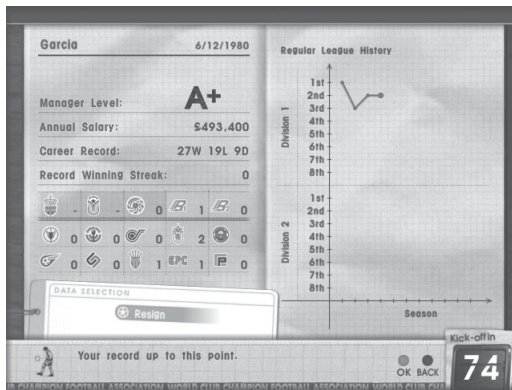 Garcia 6/12/1980
Manager Level: A+
Annual Salary: £493.400
Career Record: 27W 19L 9D
Record Winning Streak: 0
- - 0 1 0
0 0 0 2 0
0 0 1 EPC 1 0
DATA SELECTION
Resign
Regular League History
Division 1
1st
2nd
3rd
4th
5th
6th
7th
8th
Division 2
1st
2nd
3rd
4th
5th
6th
7th
8th
Season
Your record up to this point.
OK BACK
Kick-off in
74
CHAMPION FOOTBALL ASSOCIATION WORLD CLUB CHAMPION FOOTBALL ASSOCIATION WORLD CLUB CHAMPION